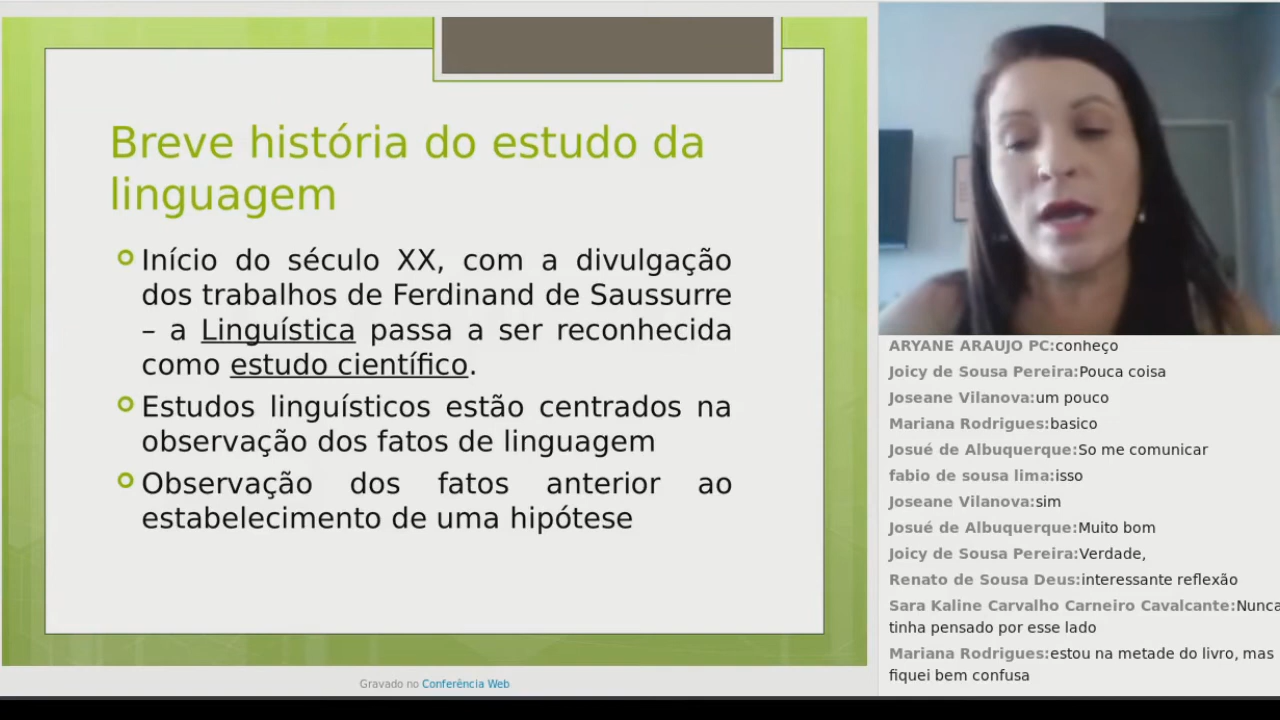 Breve história do estudo da
linguagem
Início do século XX, com a divulgação
dos trabalhos de Ferdinand de Saussurre
– a Linguística passa a ser reconhecida
como estudo científico.
Estudos linguísticos estão centrados na
observação dos fatos de linguagem
Observação dos fatos anterior ao
estabelecimento de uma hipótese
Gravado no Conferência Web
ARYANE ARAUJO PC:conheço
Joicy de Sousa Pereira:Pouca coisa
Joseane Vilanova:um pouco
Mariana Rodrigues:basico
Josué de Albuquerque:So me comunicar
fabio de sousa lima:isso
Joseane Vilanova:sim
Josué de Albuquerque:Muito bom
Joicy de Sousa Pereira:Verdade,
Renato de Sousa Deus:interessante reflexão
Sara Kaline Carvalho Carneiro Cavalcante:Nunca
tinha pensado por esse lado
Mariana Rodrigues:estou na metade do livro, mas
fiquei bem confusa